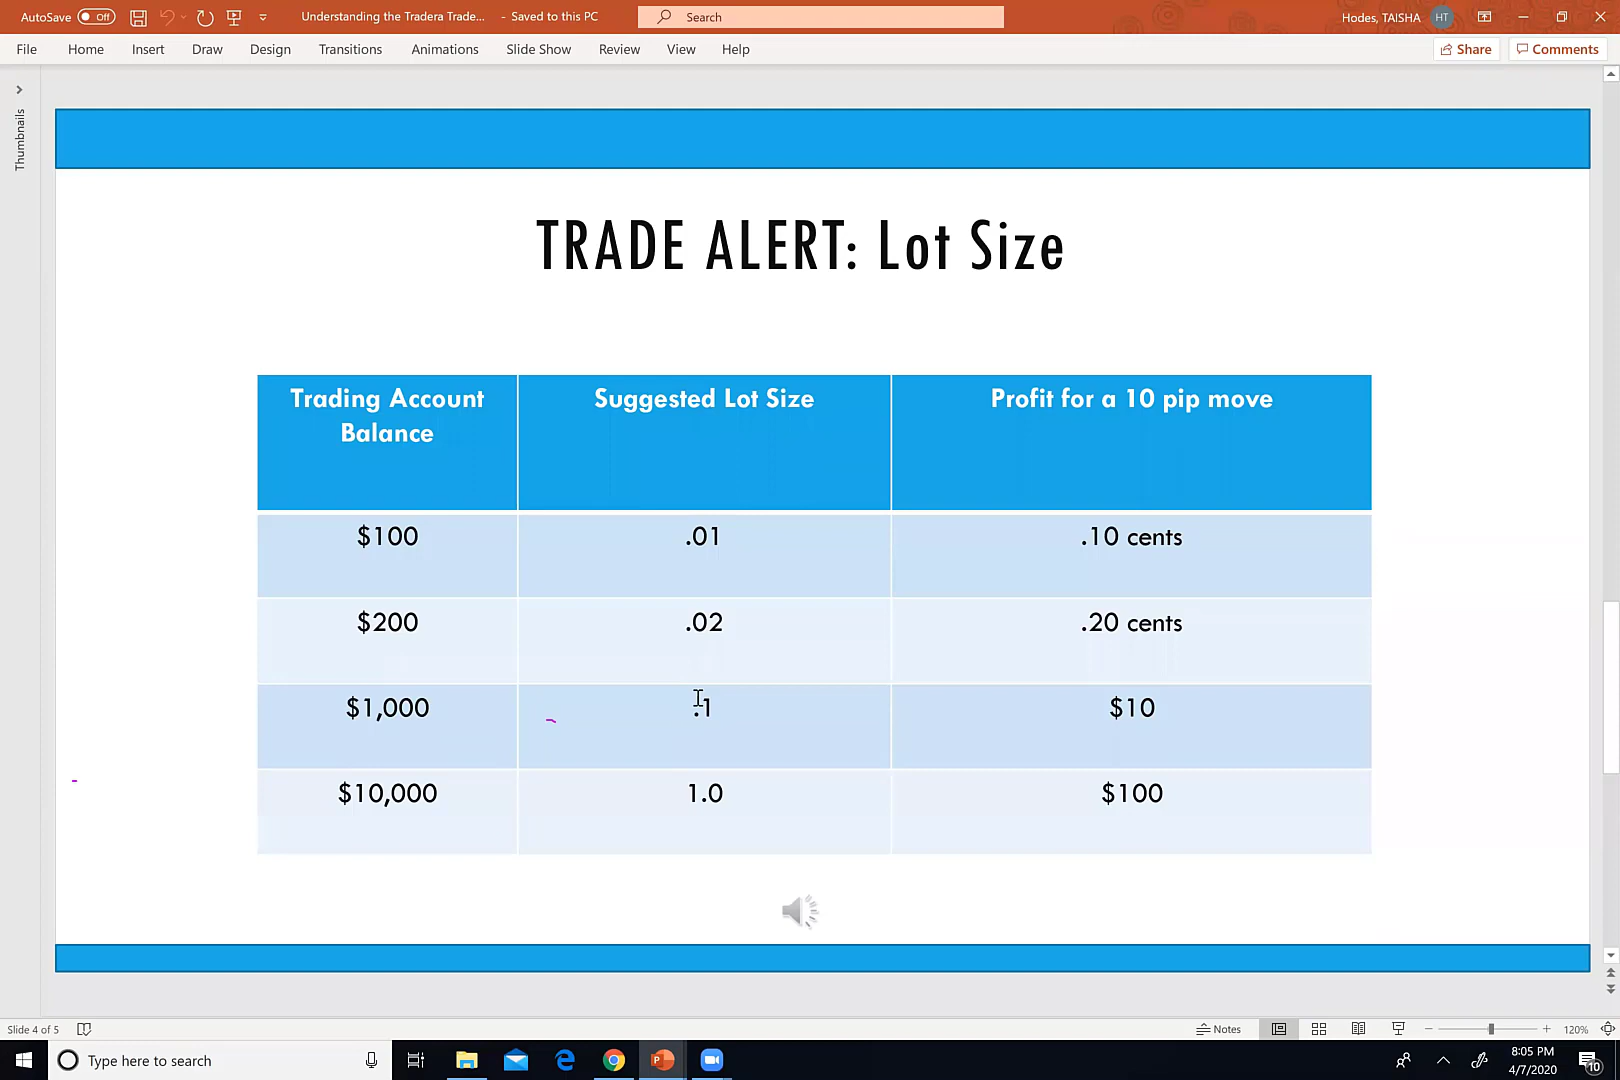 AutoSave Off Understanding the Tradera Trade... - Saved to this PC Search Hodes, TAISHA HT
File Home Insert Draw Design Transitions Animations Slide Show Review View Help Share Comments
Thumbnails
TRADE ALERT: Lot Size
Trading Account Balance Suggested Lot Size Profit for a 10 pip move
$100 .01 .10 cents
$200 .02 .20 cents
$1,000 .1 $10
$10,000 1.0 $100
Slide 4 of 5 Notes 120%
Type here to search 8:05 PM
4/7/2020 10